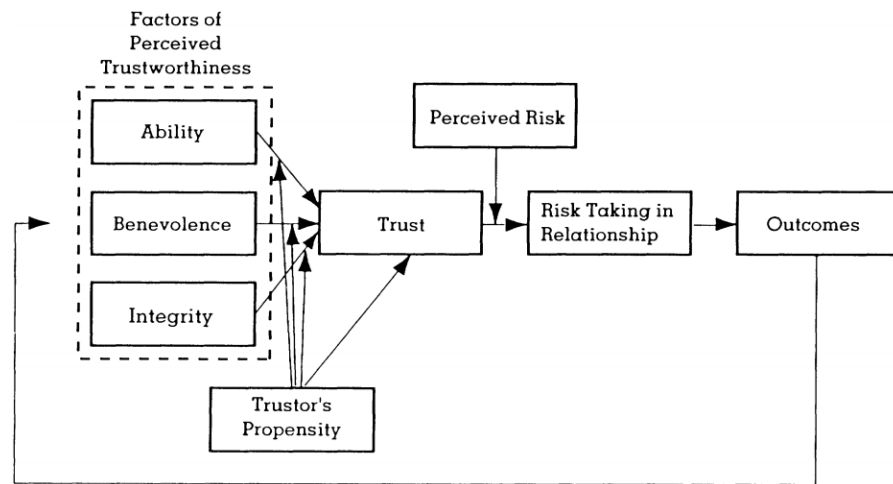 Factors of
Perceived
Trustworthiness
Ability
Benevolence
Integrity
Trustor's
Propensity
Trust
Perceived Risk
Risk Taking in
Relationship
Outcomes